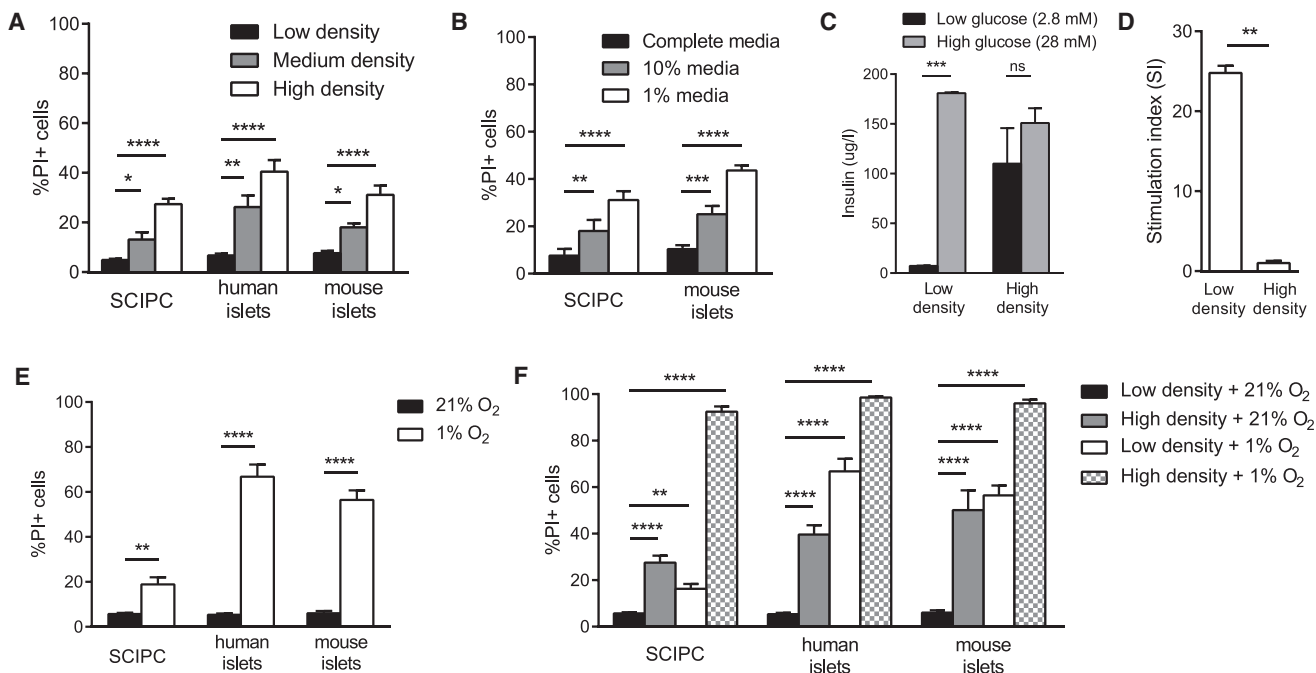 A
Low density
Medium density
High density
%PI+ cells
100
80
60
40
20
0
****
*
****
**
****
*
SCIPC
human
islets
mouse
islets
B
Complete media
10% media
1% media
%PI+ cells
100
80
60
40
20
0
****
**
****
***
SCIPC
mouse
islets
C
Low glucose (2.8 mM)
High glucose (28 mM)
Insulin (ug/l)
200
150
100
50
0
***
ns
Low
density
High
density
D
Stimulation index (SI)
30
20
10
0
**
Low
density
High
density
E
21% O₂
1% O₂
%PI+ cells
100
80
60
40
20
0
**
****
****
SCIPC
human
islets
mouse
islets
F
Low density + 21% O₂
High density + 21% O₂
Low density + 1% O₂
High density + 1% O₂
%PI+ cells
100
80
60
40
20
0
****
**
****
****
****
****
****
****
****
SCIPC
human
islets
mouse
islets